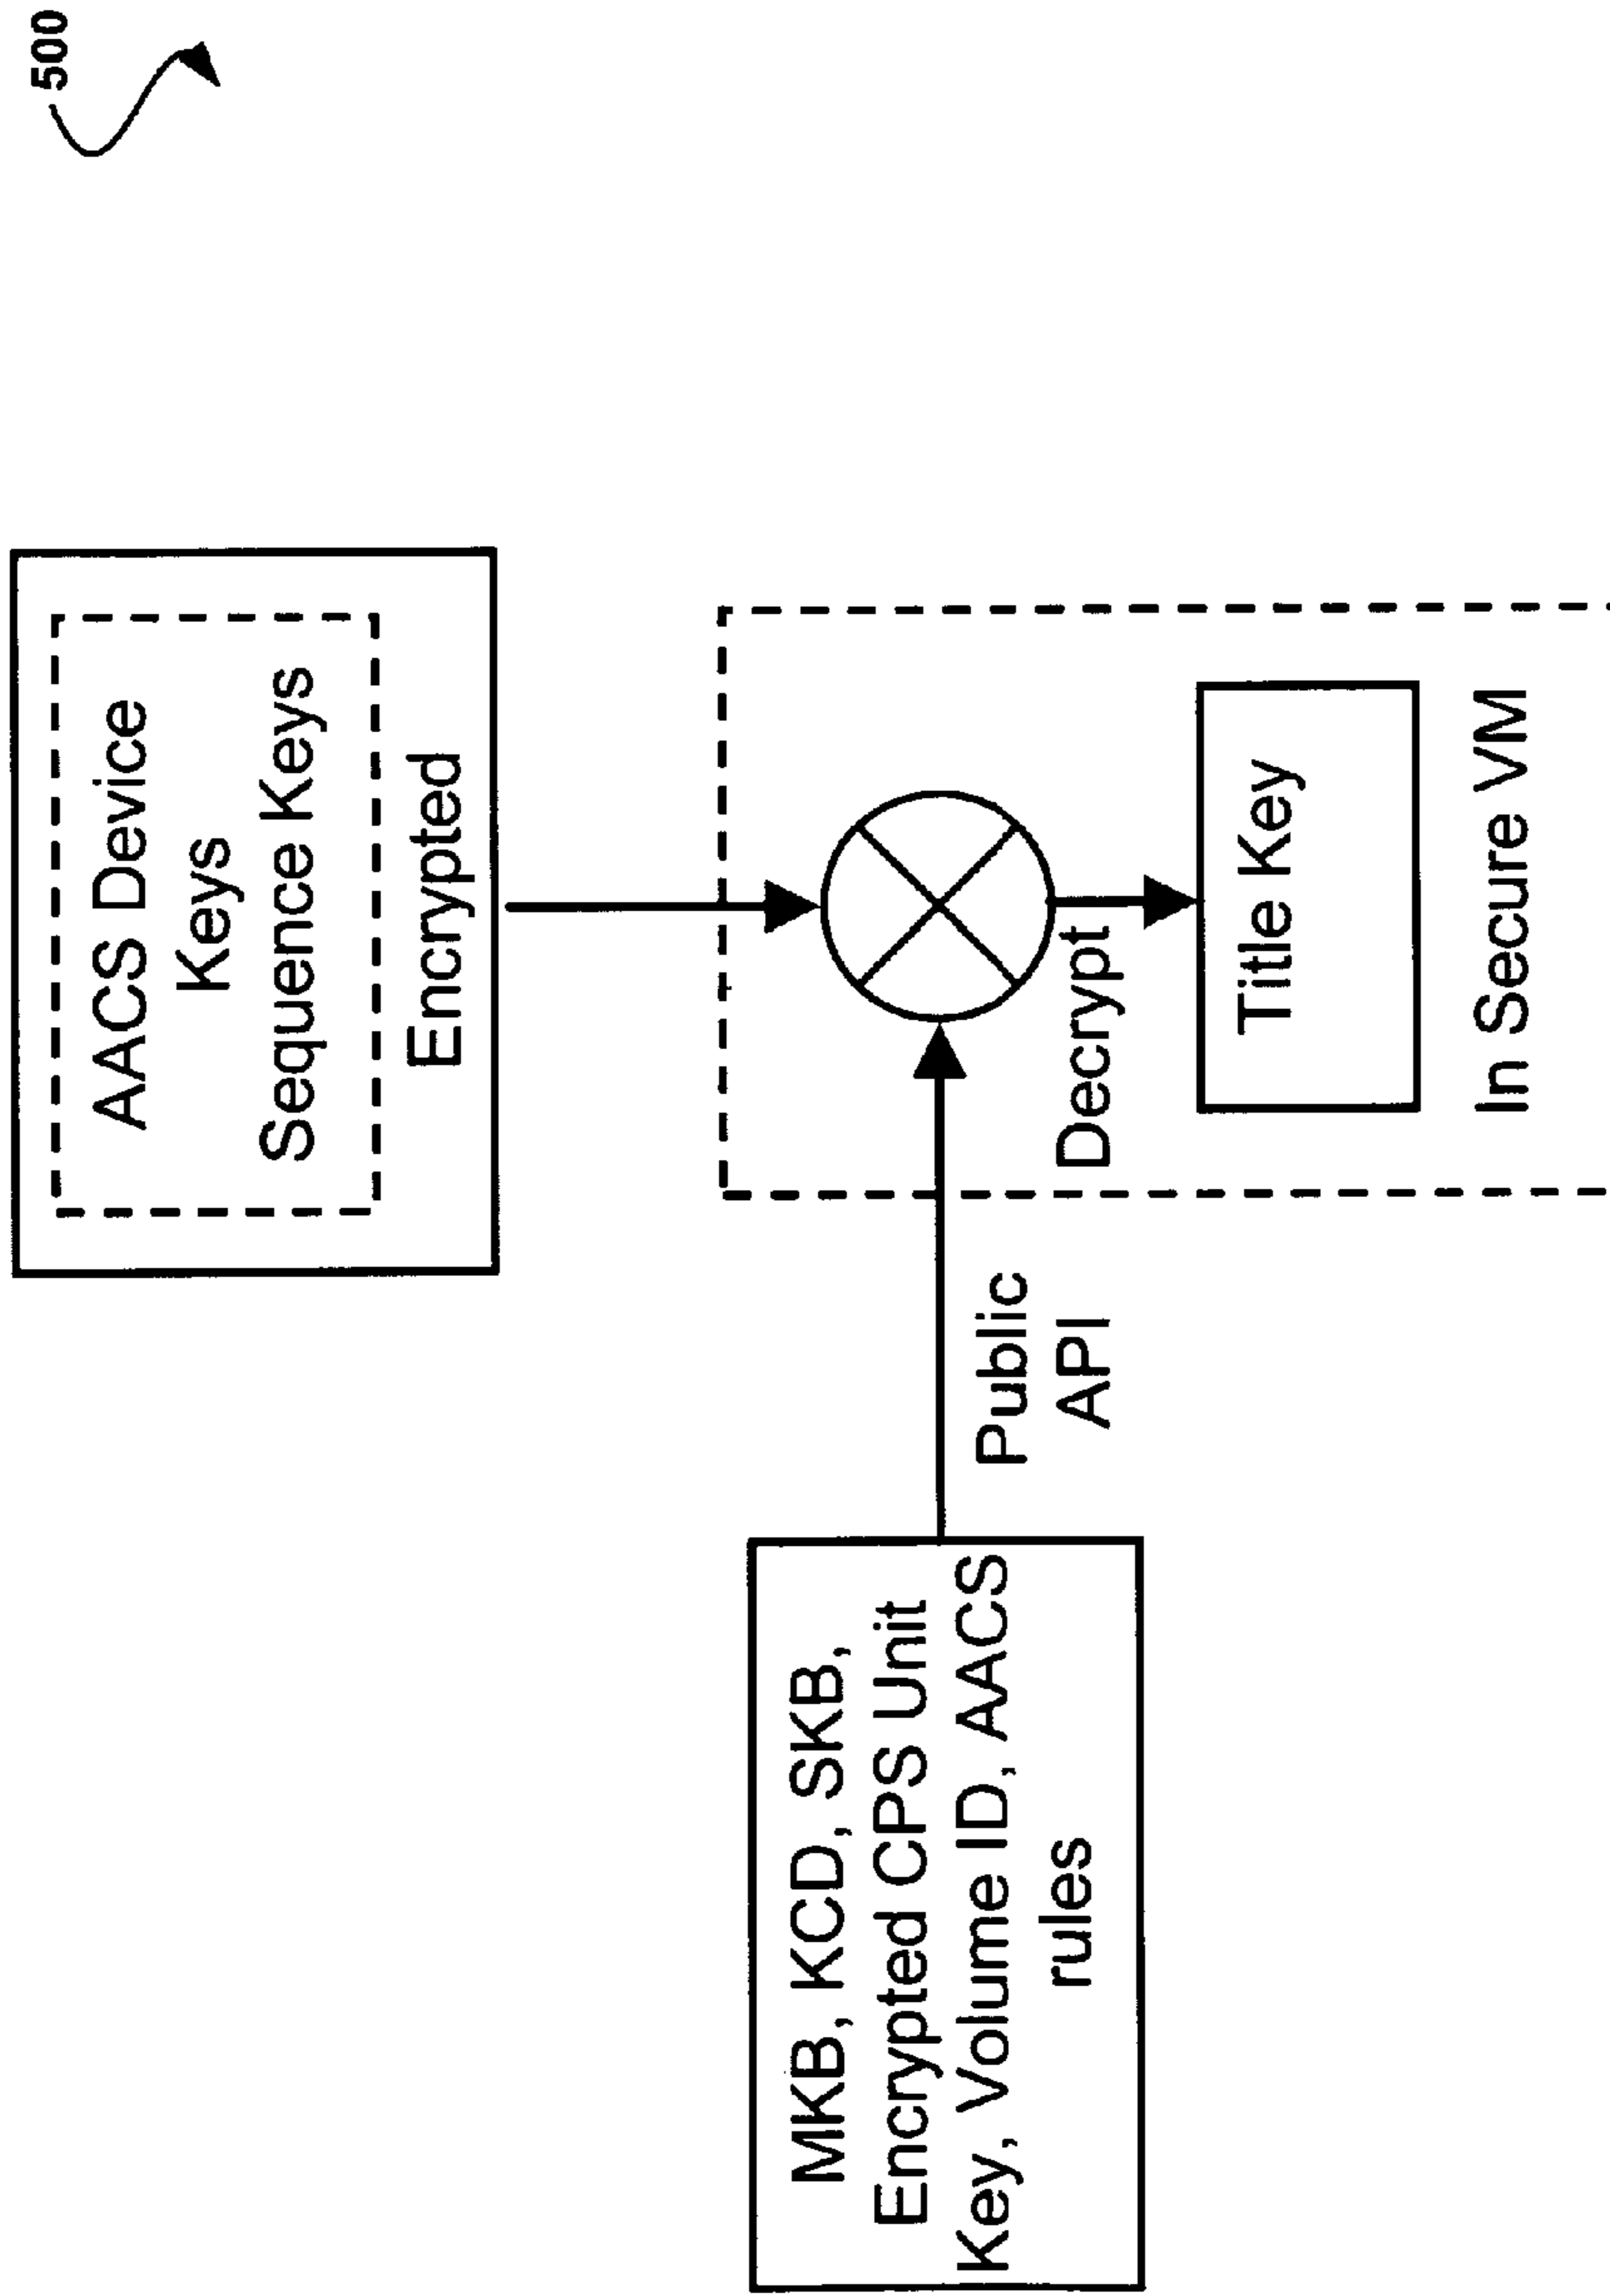 500
AACS Device
Keys
Sequence Keys
Encrypted
MKB, KCD, SKB,
Encrypted CPS Unit
Key, Volume ID, AACS
rules
Public
API
Decrypt
Title Key
In Secure VM